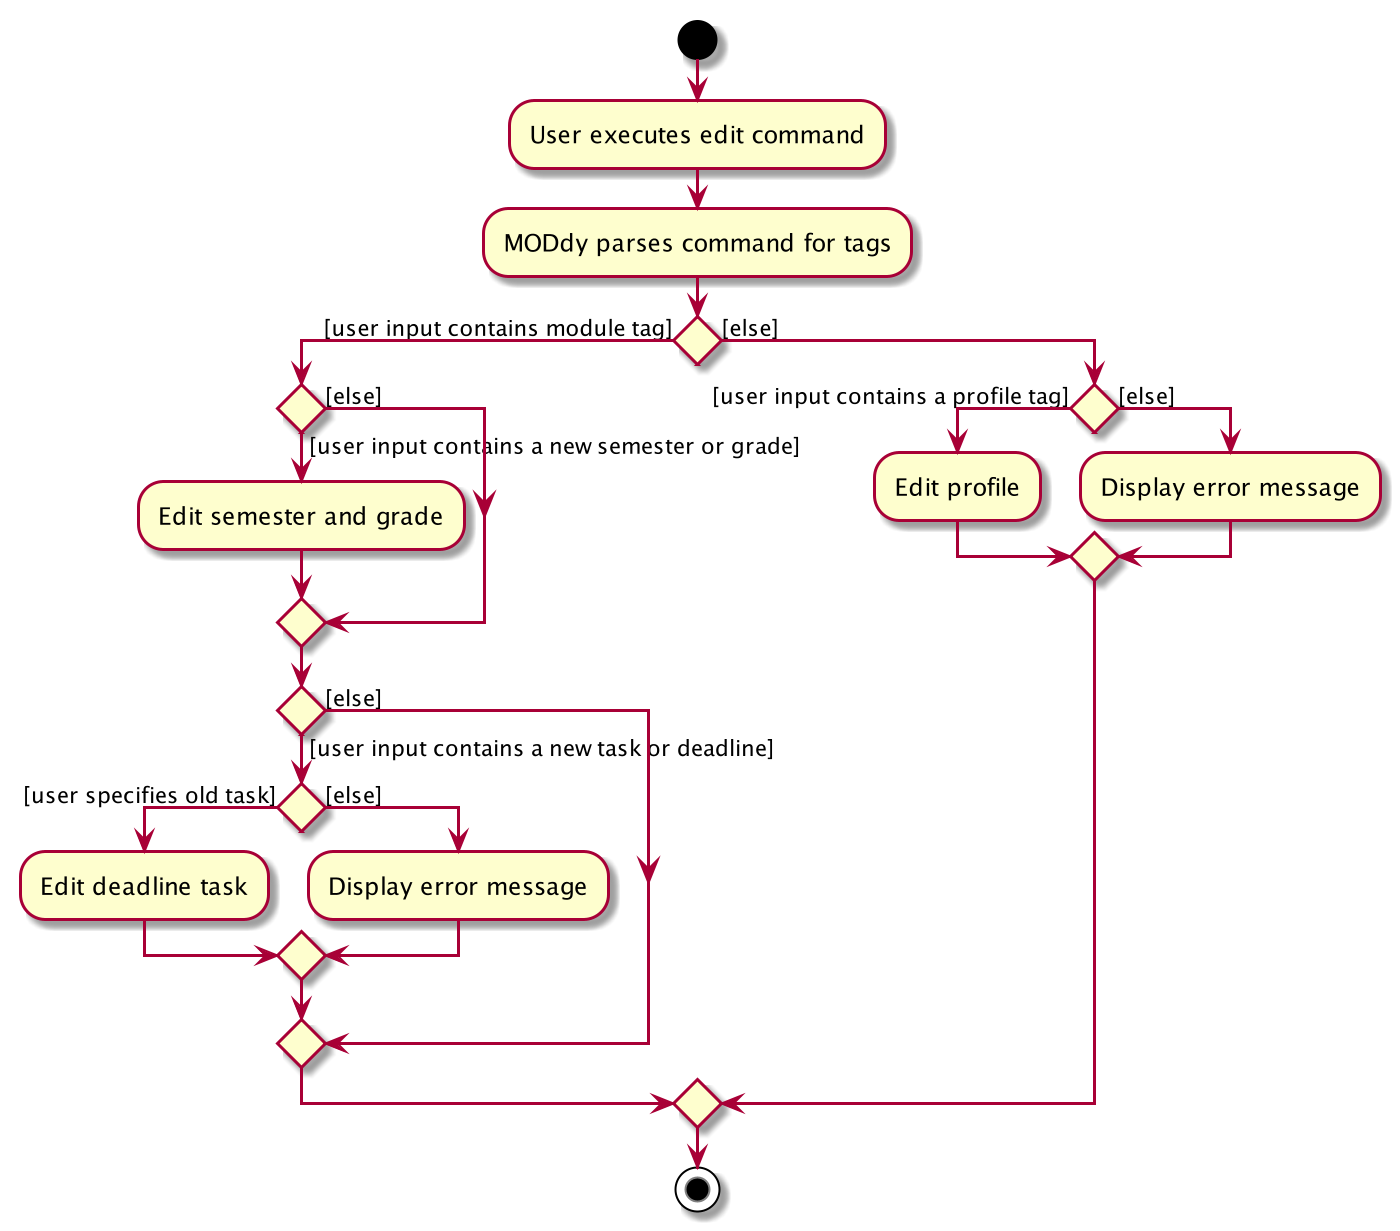 User executes edit command
MODdy parses command for tags
[user input contains module tag]
[else]
[else]
[user input contains a profile tag]
[else]
[user input contains a new semester or grade]
Edit profile
Display error message
Edit semester and grade
[else]
[user input contains a new task or deadline]
[user specifies old task]
[else]
Edit deadline task
Display error message